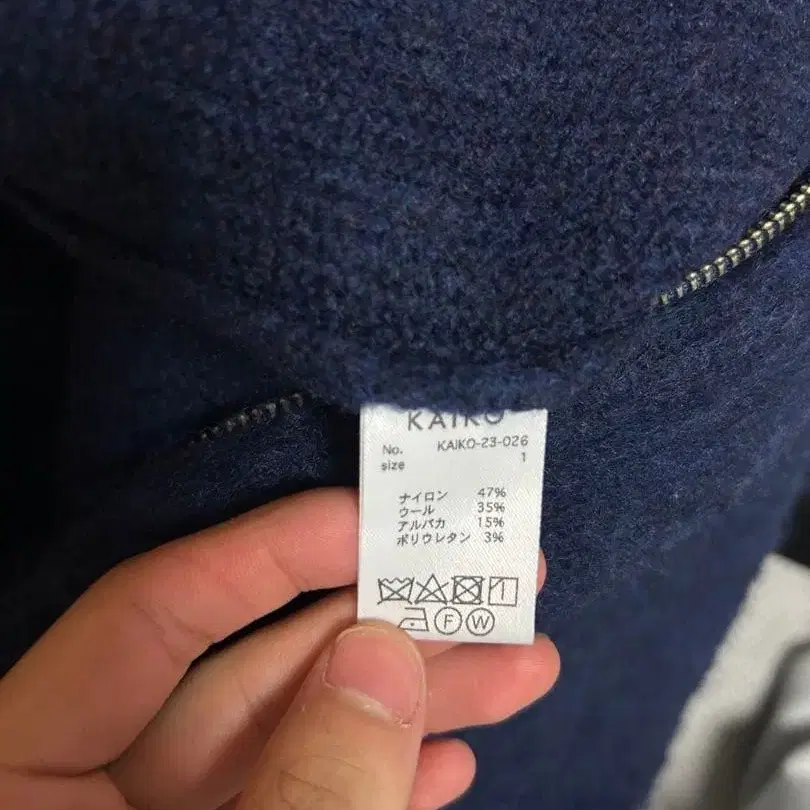 KAIKO
No. KAIKO-23-026
size 1
ナイロン 47%
ウール 35%
アルパカ 15%
ポリウレタン 3%
F W